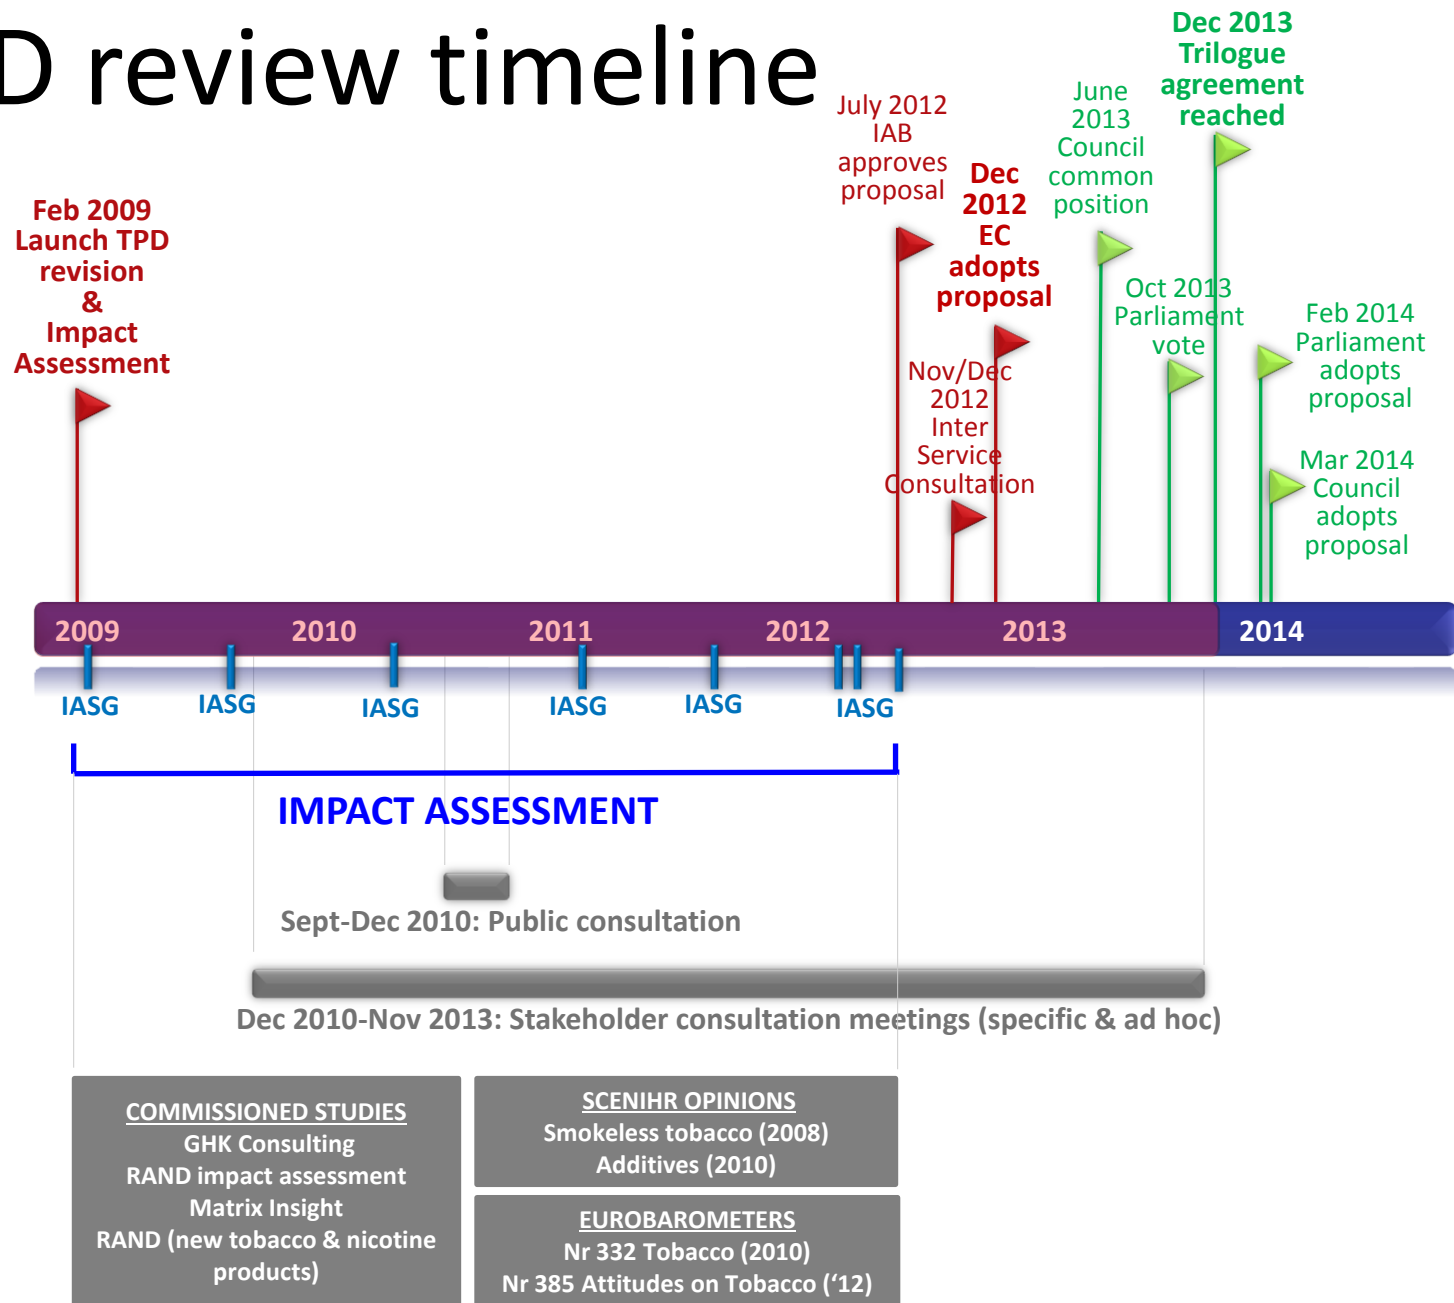 D review timeline
Feb 2009
Launch TPD
revision
&
Impact
Assessment
July 2012
IAB
approves
proposal
Nov/Dec
2012
Inter
Service
Consultation
Dec
2012
EC
adopts
proposal
June
2013
Council
common
position
Oct 2013
Parliament
vote
Dec 2013
Trilogue
agreement
reached
Feb 2014
Parliament
adopts
proposal
Mar 2014
Council
adopts
proposal
2009 2010 2011 2012 2013 2014
IASG IASG IASG IASG IASG IASG
IMPACT ASSESSMENT
Sept-Dec 2010: Public consultation
Dec 2010-Nov 2013: Stakeholder consultation meetings (specific & ad hoc)
COMMISSIONED STUDIES
GHK Consulting
RAND impact assessment
Matrix Insight
RAND (new tobacco & nicotine
products)
SCENIHR OPINIONS
Smokeless tobacco (2008)
Additives (2010)
EUROBAROMETERS
Nr 332 Tobacco (2010)
Nr 385 Attitudes on Tobacco (‘12)